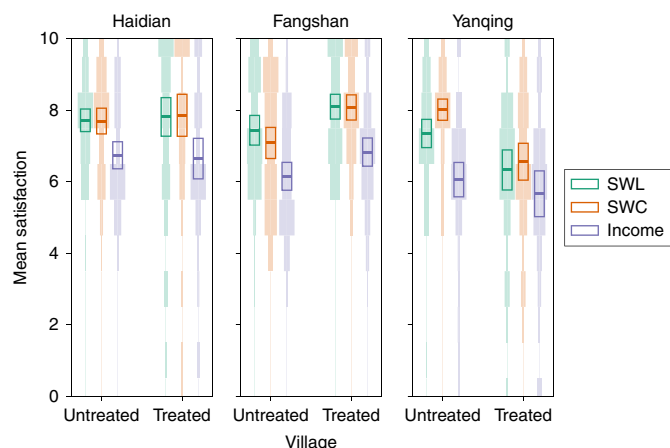 Haidian Fangshan Yanqing
10
8
6
4
2
0
Mean satisfaction
Untreated Treated Untreated Treated Untreated Treated
Village
SWL
SWC
Income